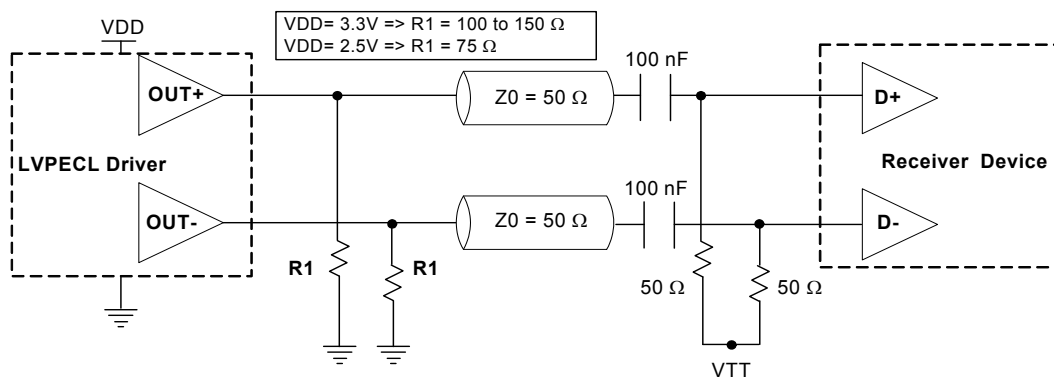 VDD= 3.3V => R1 = 100 to 150 Ω
VDD= 2.5V => R1 = 75 Ω
VDD
OUT+
LVPECL Driver
OUT-
R1
R1
Z0 = 50 Ω
Z0 = 50 Ω
100 nF
100 nF
50 Ω
50 Ω
VTT
D+
Receiver Device
D-